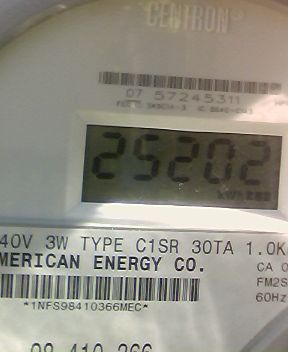 CENTRON®
07 57245311
25202
40V 3W TYPE C1SR 30TA 1.0K
MERICAN ENERGY CO.
CA 0
FM2S
60Hz
*1NFS98410366MEC*
98 410 366